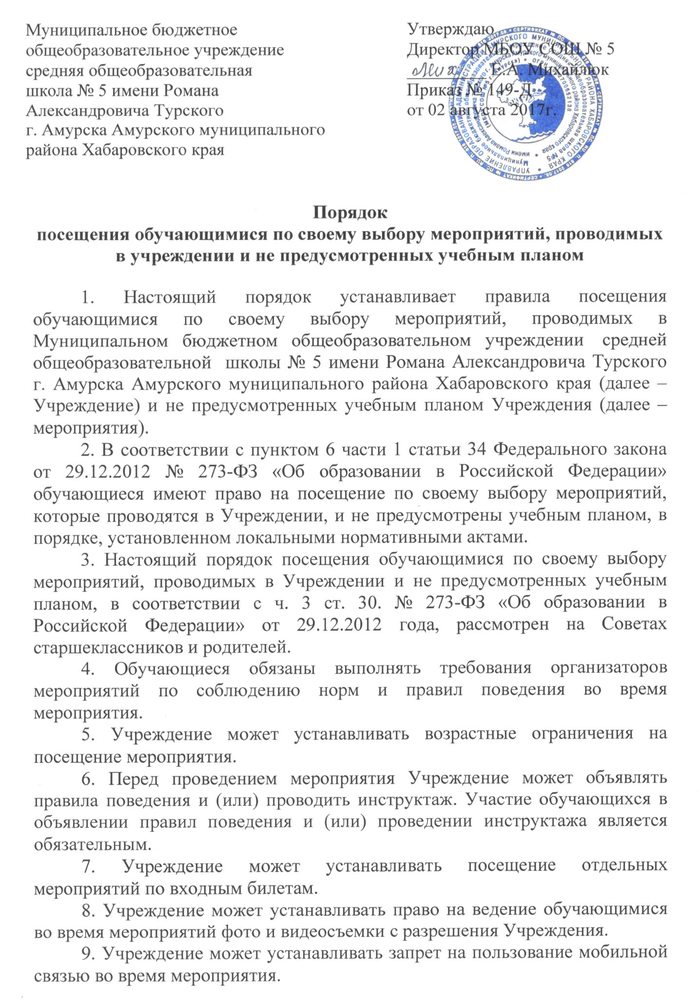 Муниципальное бюджетное
общеобразовательное учреждение
средняя общеобразовательная
школа № 5 имени Романа
Александровича Турского
г. Амурска Амурского муниципального
района Хабаровского края
Утверждаю
Директор МБОУ СОШ № 5
Е.А. Михайлюк
Приказ № 149-Д
от 02 августа 2017г.
Порядок
посещения обучающимися по своему выбору мероприятий, проводимых
в учреждении и не предусмотренных учебным планом
1. Настоящий порядок устанавливает правила посещения
обучающимися по своему выбору мероприятий, проводимых в
Муниципальном бюджетном общеобразовательном учреждении средней
общеобразовательной школы № 5 имени Романа Александровича Турского
г. Амурска Амурского муниципального района Хабаровского края (далее –
Учреждение) и не предусмотренных учебным планом Учреждения (далее –
мероприятия).
2. В соответствии с пунктом 6 части 1 статьи 34 Федерального закона
от 29.12.2012 № 273-ФЗ «Об образовании в Российской Федерации»
обучающиеся имеют право на посещение по своему выбору мероприятий,
которые проводятся в Учреждении, и не предусмотрены учебным планом, в
порядке, установленном локальными нормативными актами.
3. Настоящий порядок посещения обучающимися по своему выбору
мероприятий, проводимых в Учреждении и не предусмотренных учебным
планом, в соответствии с ч. 3 ст. 30. № 273-ФЗ «Об образовании в
Российской Федерации» от 29.12.2012 года, рассмотрен на Советах
старшеклассников и родителей.
4. Обучающиеся обязаны выполнять требования организаторов
мероприятий по соблюдению норм и правил поведения во время
мероприятия.
5. Учреждение может устанавливать возрастные ограничения на
посещение мероприятия.
6. Перед проведением мероприятия Учреждение может объявлять
правила поведения и (или) проводить инструктаж. Участие обучающихся в
объявлении правил поведения и (или) проведении инструктажа является
обязательным.
7. Учреждение может устанавливать посещение отдельных
мероприятий по входным билетам.
8. Учреждение может устанавливать право на ведение обучающимися
во время мероприятий фото и видеосъемки с разрешения Учреждения.
9. Учреждение может устанавливать запрет на пользование мобильной
связью во время мероприятия.